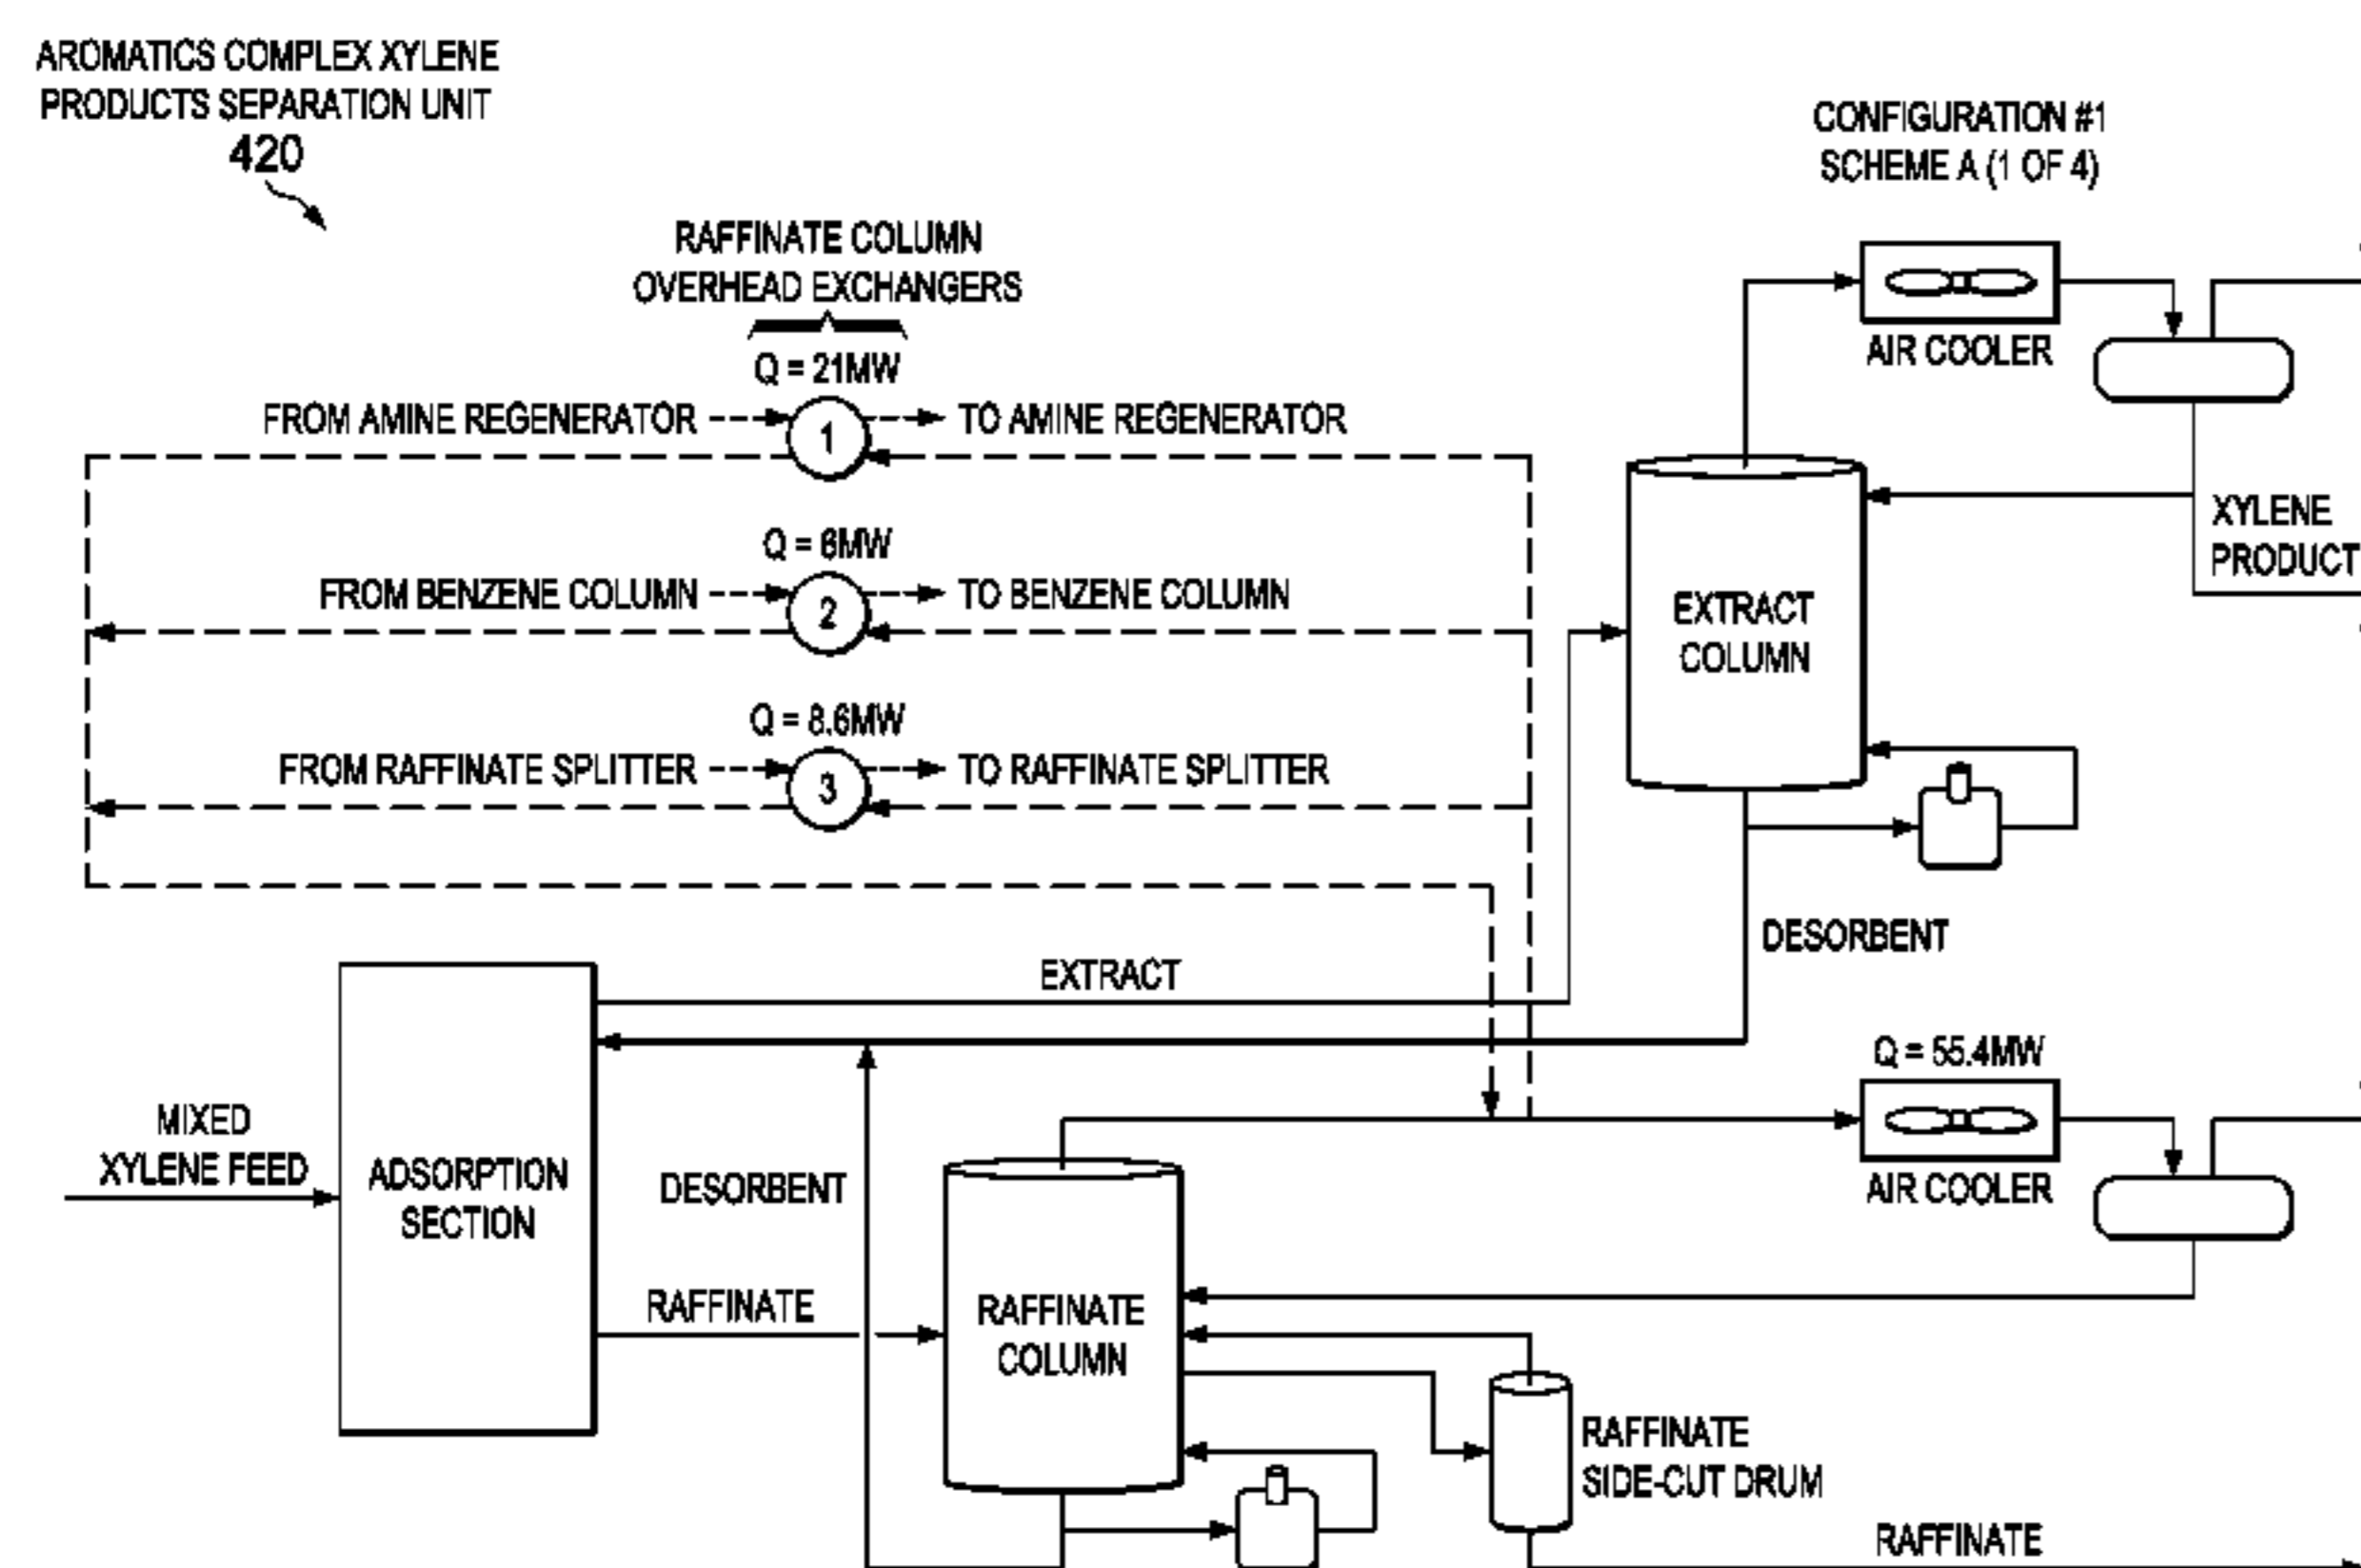 AROMATICS COMPLEX XYLENE
PRODUCTS SEPARATION UNIT
420
CONFIGURATION #1
SCHEME A (1 OF 4)
RAFFINATE COLUMN
OVERHEAD EXCHANGERS
Q = 21MW
AIR COOLER
FROM AMINE REGENERATOR
1
TO AMINE REGENERATOR
XYLENE
PRODUCT
Q = 6MW
FROM BENZENE COLUMN
2
TO BENZENE COLUMN
EXTRACT
COLUMN
Q = 8.6MW
FROM RAFFINATE SPLITTER
3
TO RAFFINATE SPLITTER
DESORBENT
EXTRACT
Q = 55.4MW
MIXED
XYLENE FEED
ADSORPTION
SECTION
DESORBENT
AIR COOLER
RAFFINATE
RAFFINATE
COLUMN
RAFFINATE
SIDE-CUT DRUM
RAFFINATE